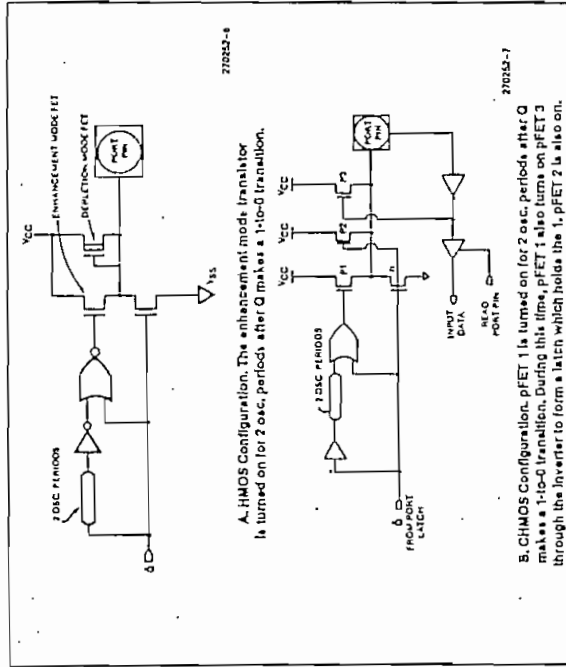 VCC
ENHANCEMENT MODE FET
DEPLETION MODE FET
2 OSC PERIODS
PORT
PIN
VSS
270252-6
A. HMOS Configuration. The enhancement mode transistor
is turned on for 2 osc. periods after Q makes a 1-to-0 transition.
VCC
VCC
VCC
P1
P2
P3
n
2 OSC PERIODS
PORT
PIN
Q
FROM PORT
LATCH
INPUT
DATA
READ
PORT PIN
270252-7
B. CHMOS Configuration. pFET 1 is turned on for 2 osc. periods after Q
makes a 1-to-0 transition. During this time, pFET 1 also turns on pFET 3
through the inverter to form a latch which holds the 1. pFET 2 is also on.